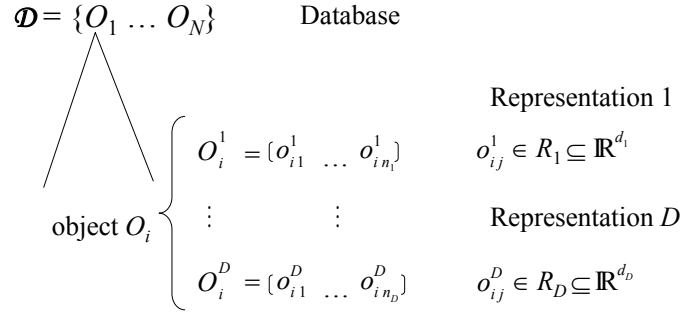 𝓓 = {O₁ … O_N} Database
Representation 1
O_i^1 = [o_{i1}^1 … o_{in_1}^1] o_{ij}^1 ∈ R_1 ⊆ ℝ^{d_1}
object O_i ⋮ ⋮ Representation D
O_i^D = [o_{i1}^D … o_{in_D}^D] o_{ij}^D ∈ R_D ⊆ ℝ^{d_D}